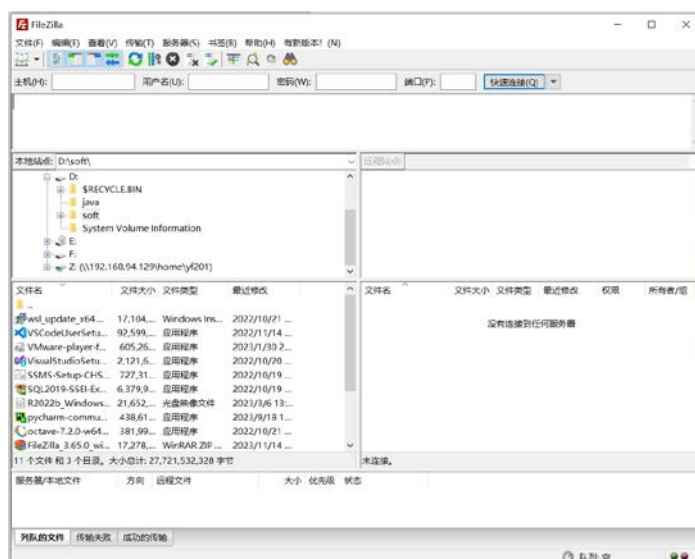 FileZilla
文件(F) 编辑(E) 查看(V) 传输(T) 服务器(S) 书签(B) 帮助(H) 有新版本! (N)
主机(H): 用户名(U): 密码(W): 端口(P): 快速连接(Q)
本地站点: D:\soft\ 远程站点:
D:
$RECYCLE.BIN
java
soft
System Volume Information
E:
F:
Z: (\\192.168.94.129\home\yf201)
文件名 文件大小 文件类型 最近修改 文件名 文件大小 文件类型 最近修改 权限 所有者/组
..
wsl_update_x64.... 17,104,... Windows Ins... 2022/10/21 ...
没有连接到任何服务器
VSCodeUserSetu... 92,599,... 应用程序 2022/11/14 ...
VMware-player-f... 605,26... 应用程序 2023/1/30 2...
VisualStudioSetu... 2,121,6... 应用程序 2022/10/20 ...
SSMS-Setup-CHS... 727,31... 应用程序 2022/10/19 ...
SQL2019-SSEI-Ex... 6,379,9... 应用程序 2022/10/19 ...
R2022b_Windows... 21,652,... 光盘映像文件 2023/3/6 13:...
pycharm-commu... 438,61... 应用程序 2023/9/18 1...
octave-7.2.0-w64... 381,99... 应用程序 2022/10/21 ...
FileZilla_3.65.0_wi... 17,278,... WinRAR ZIP ... 2023/11/14 ...
11 个文件 和 3 个目录。大小总计: 27,721,532,328 字节 未连接。
服务器/本地文件 方向 远程文件 大小 优先级 状态
列队的文件 传输失败 成功的传输
队列: 空